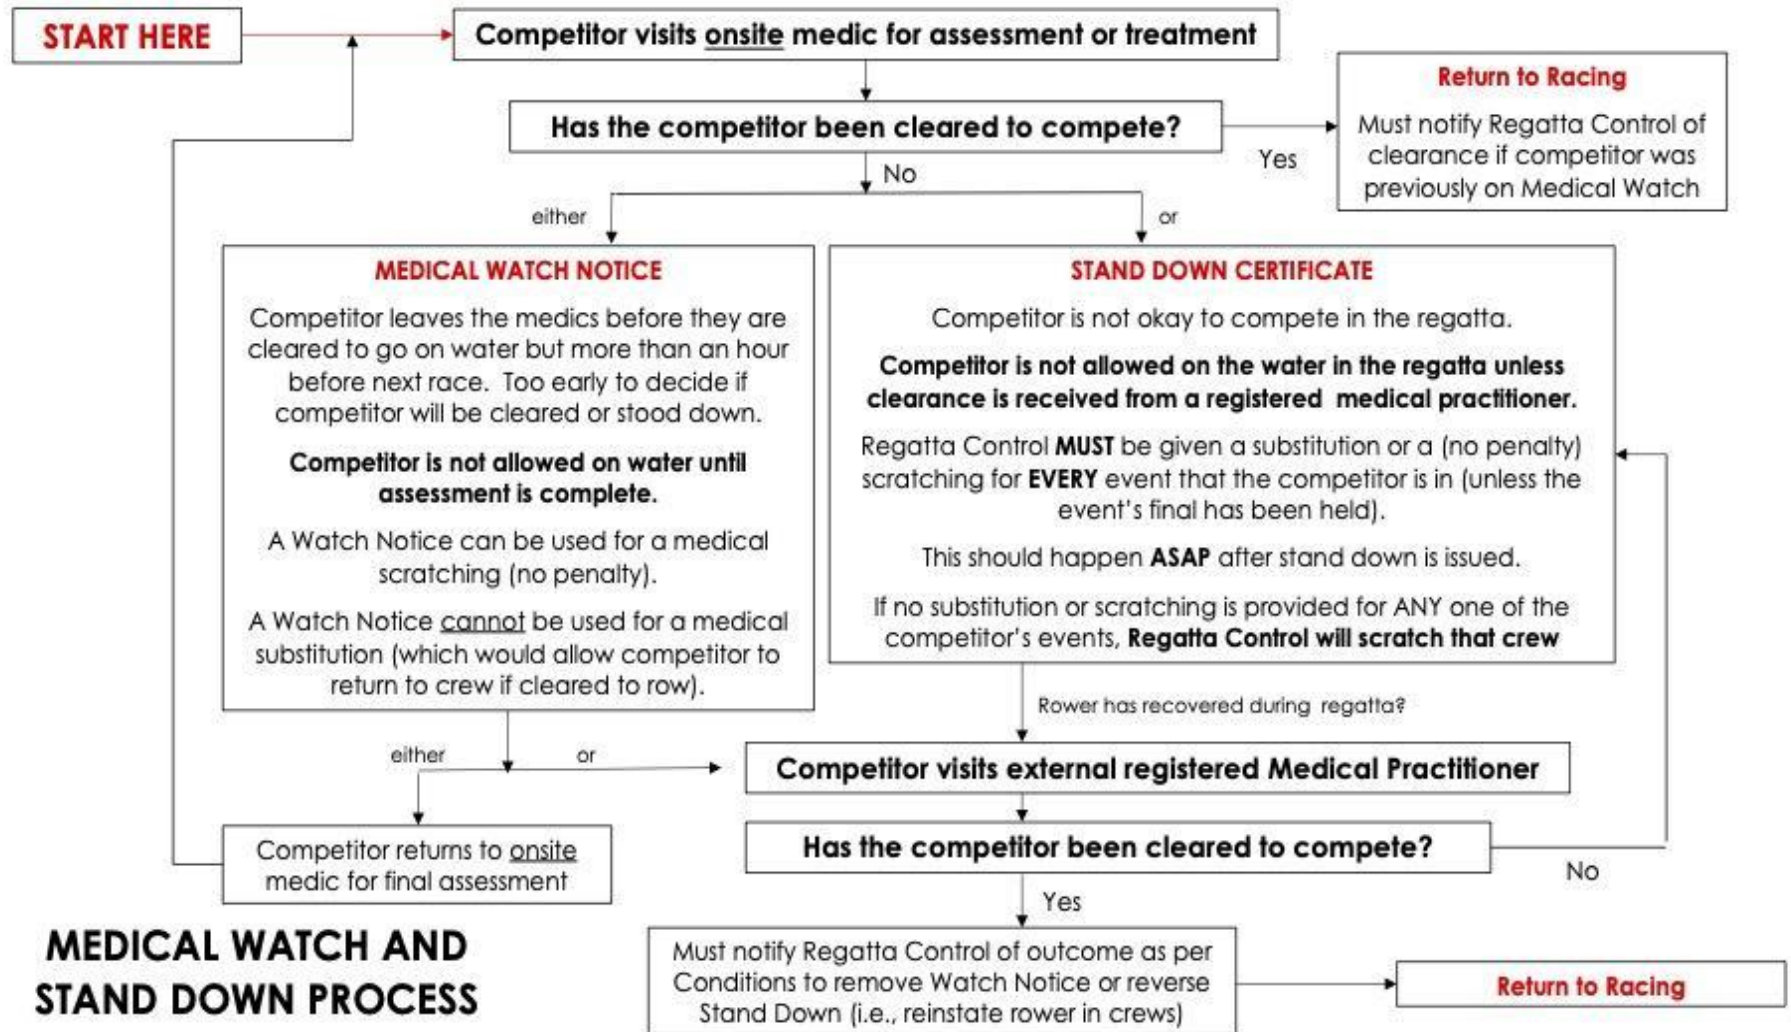 START HERE
Competitor visits onsite medic for assessment or treatment
Return to Racing
Must notify Regatta Control of
clearance if competitor was
previously on Medical Watch
Has the competitor been cleared to compete?
Yes
No
either
or
MEDICAL WATCH NOTICE
Competitor leaves the medics before they are
cleared to go on water but more than an hour
before next race. Too early to decide if
competitor will be cleared or stood down.
Competitor is not allowed on water until
assessment is complete.
A Watch Notice can be used for a medical
scratching (no penalty).
A Watch Notice cannot be used for a medical
substitution (which would allow competitor to
return to crew if cleared to row).
STAND DOWN CERTIFICATE
Competitor is not okay to compete in the regatta.
Competitor is not allowed on the water in the regatta unless
clearance is received from a registered medical practitioner.
Regatta Control MUST be given a substitution or a (no penalty)
scratching for EVERY event that the competitor is in (unless the
event's final has been held).
This should happen ASAP after stand down is issued.
If no substitution or scratching is provided for ANY one of the
competitor's events, Regatta Control will scratch that crew
Rower has recovered during regatta?
either
or
Competitor visits external registered Medical Practitioner
Competitor returns to onsite
medic for final assessment
Has the competitor been cleared to compete?
No
Yes
MEDICAL WATCH AND
STAND DOWN PROCESS
Must notify Regatta Control of outcome as per
Conditions to remove Watch Notice or reverse
Stand Down (i.e., reinstate rower in crews)
Return to Racing